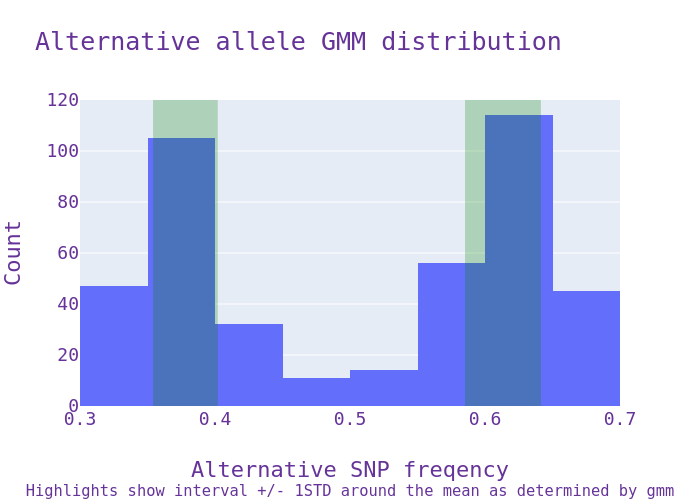 Alternative allele GMM distribution
120
100
80
60
40
20
0
Count
0.3 0.4 0.5 0.6 0.7
Alternative SNP freqency
Highlights show interval +/- 1STD around the mean as determined by gmm